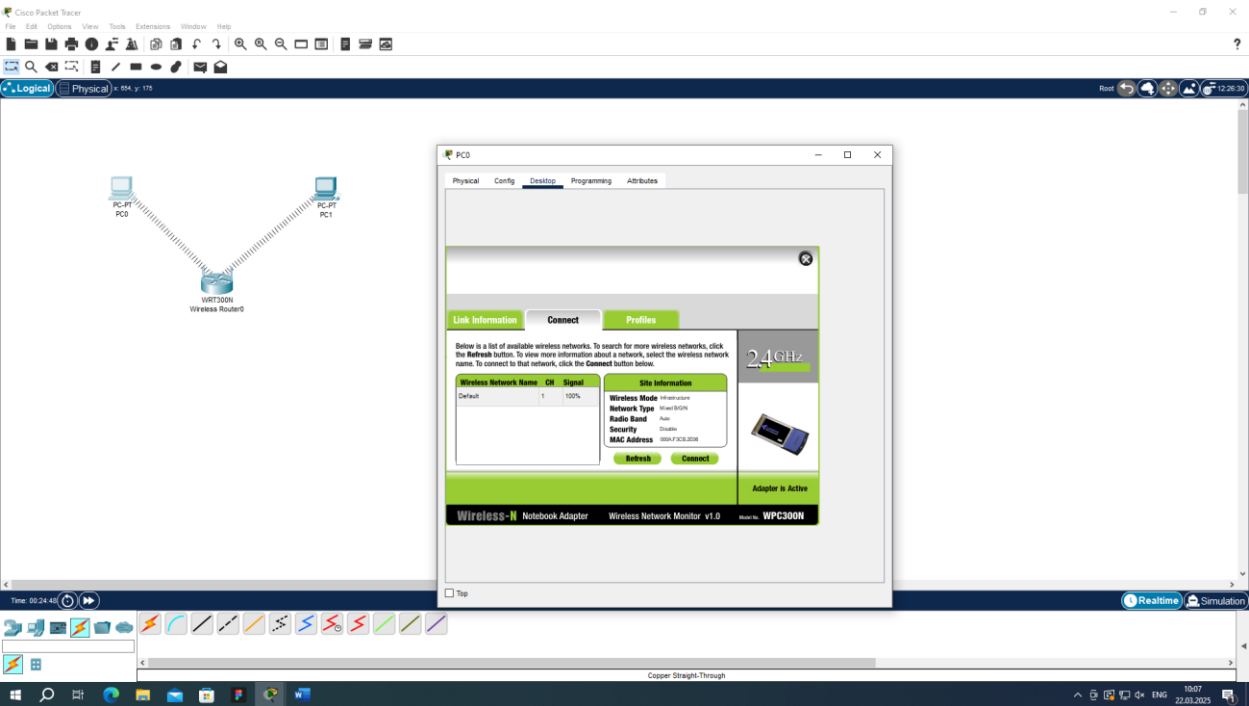 Cisco Packet Tracer
File Edit Options View Tools Extensions Window Help
?
Logical Physical x: 654, y: 175 Root 12:26:30
PC0
Physical Config Desktop Programming Attributes
PC-PT
PC0
PC-PT
PC1
WRT300N
Wireless Router0
Link Information Connect Profiles
Below is a list of available wireless networks. To search for more wireless networks, click
the Refresh button. To view more information about a network, select the wireless network
name. To connect to that network, click the Connect button below.
2.4GHz
Wireless Network Name CH Signal
Default 1 100%
Site Information
Wireless Mode Infrastructure
Network Type Mixed B/G/N
Radio Band Auto
Security Disable
MAC Address
Refresh Connect
Adapter is Active
Wireless-N Notebook Adapter Wireless Network Monitor v1.0 Model No. WPC300N
Top
Time: 00:24:48 Realtime Simulation
Copper Straight-Through
ENG 10:07
22.03.2025